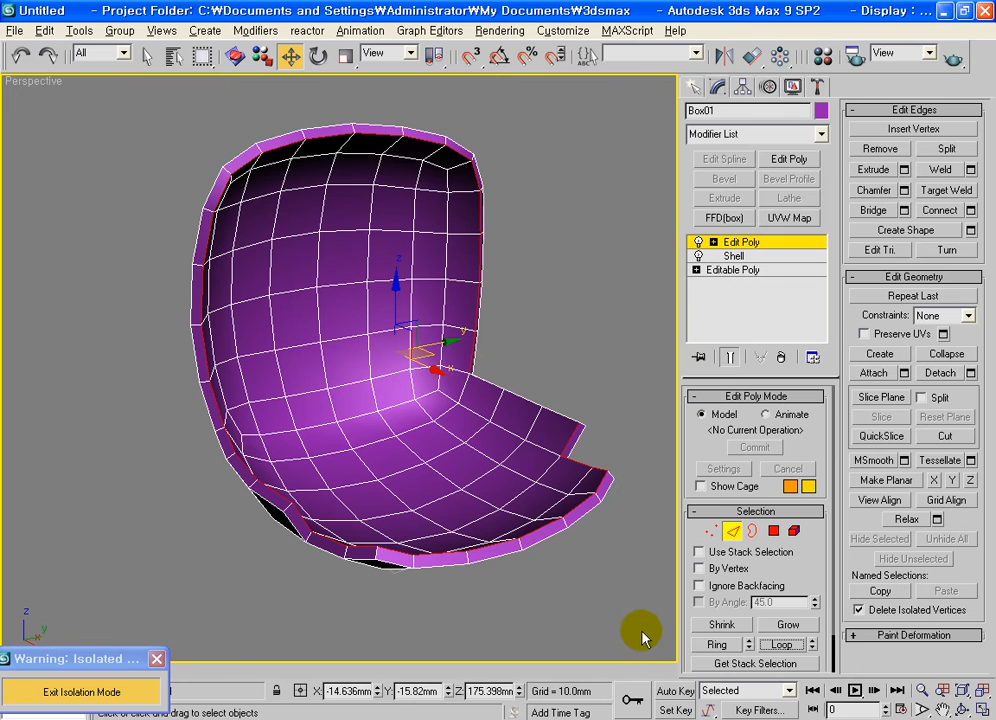 Untitled - Project Folder: C:₩Documents and Settings₩Administrator₩My Documents₩3dsmax - Autodesk 3ds Max 9 SP2 - Display : ...
File Edit Tools Group Views Create Modifiers reactor Animation Graph Editors Rendering Customize MAXScript Help
All View View
Perspective
Box01
Modifier List
Edit Spline Edit Poly
Bevel Bevel Profile
Extrude Lathe
FFD(box) UVW Map
Edit Poly
Shell
Editable Poly
Edit Poly Mode
Model Animate
<No Current Operation>
Commit
Settings Cancel
Show Cage
Selection
Use Stack Selection
By Vertex
Ignore Backfacing
By Angle: 45.0
Shrink Grow
Ring Loop
Get Stack Selection
Edit Edges
Insert Vertex
Remove Split
Extrude Weld
Chamfer Target Weld
Bridge Connect
Create Shape
Edit Tri. Turn
Edit Geometry
Repeat Last
Constraints: None
Preserve UVs
Create Collapse
Attach Detach
Slice Plane Split
Slice Reset Plane
QuickSlice Cut
MSmooth Tessellate
Make Planar X Y Z
View Align Grid Align
Relax
Hide Selected Unhide All
Hide Unselected
Named Selections:
Copy Paste
Delete Isolated Vertices
Paint Deformation
z
y
x
z
y
x
Warning: Isolated ...
Exit Isolation Mode
X: -14.636mm Y: -15.82mm Z: 175.398mm Grid = 10.0mm
Click or click and drag to select objects
Add Time Tag
Auto Key Selected
Set Key Key Filters...
0